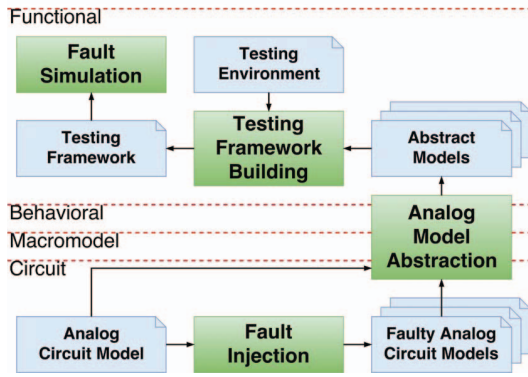 Functional
Fault
Simulation
Testing
Environment
Testing
Framework
Testing
Framework
Building
Abstract
Models
Behavioral
Macromodel
Circuit
Analog
Model
Abstraction
Analog
Circuit Model
Fault
Injection
Faulty Analog
Circuit Models